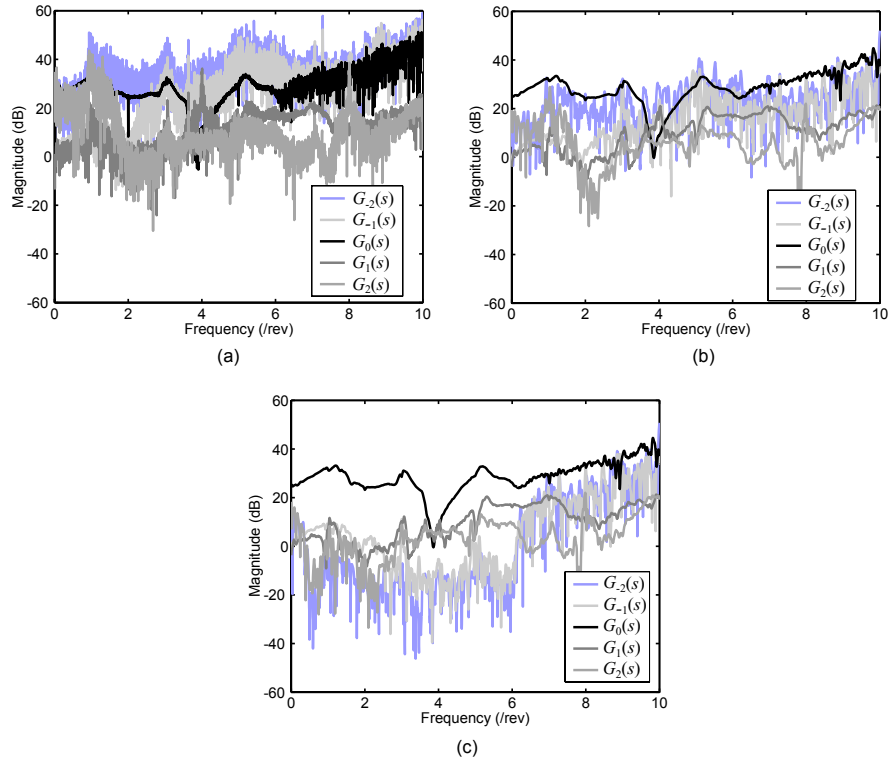 60
40
20
0
-20
-40
-60
0 2 4 6 8 10
Magnitude (dB)
Frequency (/rev)
G-2(s)
G-1(s)
G0(s)
G1(s)
G2(s)
(a)
60
40
20
0
-20
-40
-60
0 2 4 6 8 10
Magnitude (dB)
Frequency (/rev)
G-2(s)
G-1(s)
G0(s)
G1(s)
G2(s)
(b)
60
40
20
0
-20
-40
-60
0 2 4 6 8 10
Magnitude (dB)
Frequency (/rev)
G-2(s)
G-1(s)
G0(s)
G1(s)
G2(s)
(c)